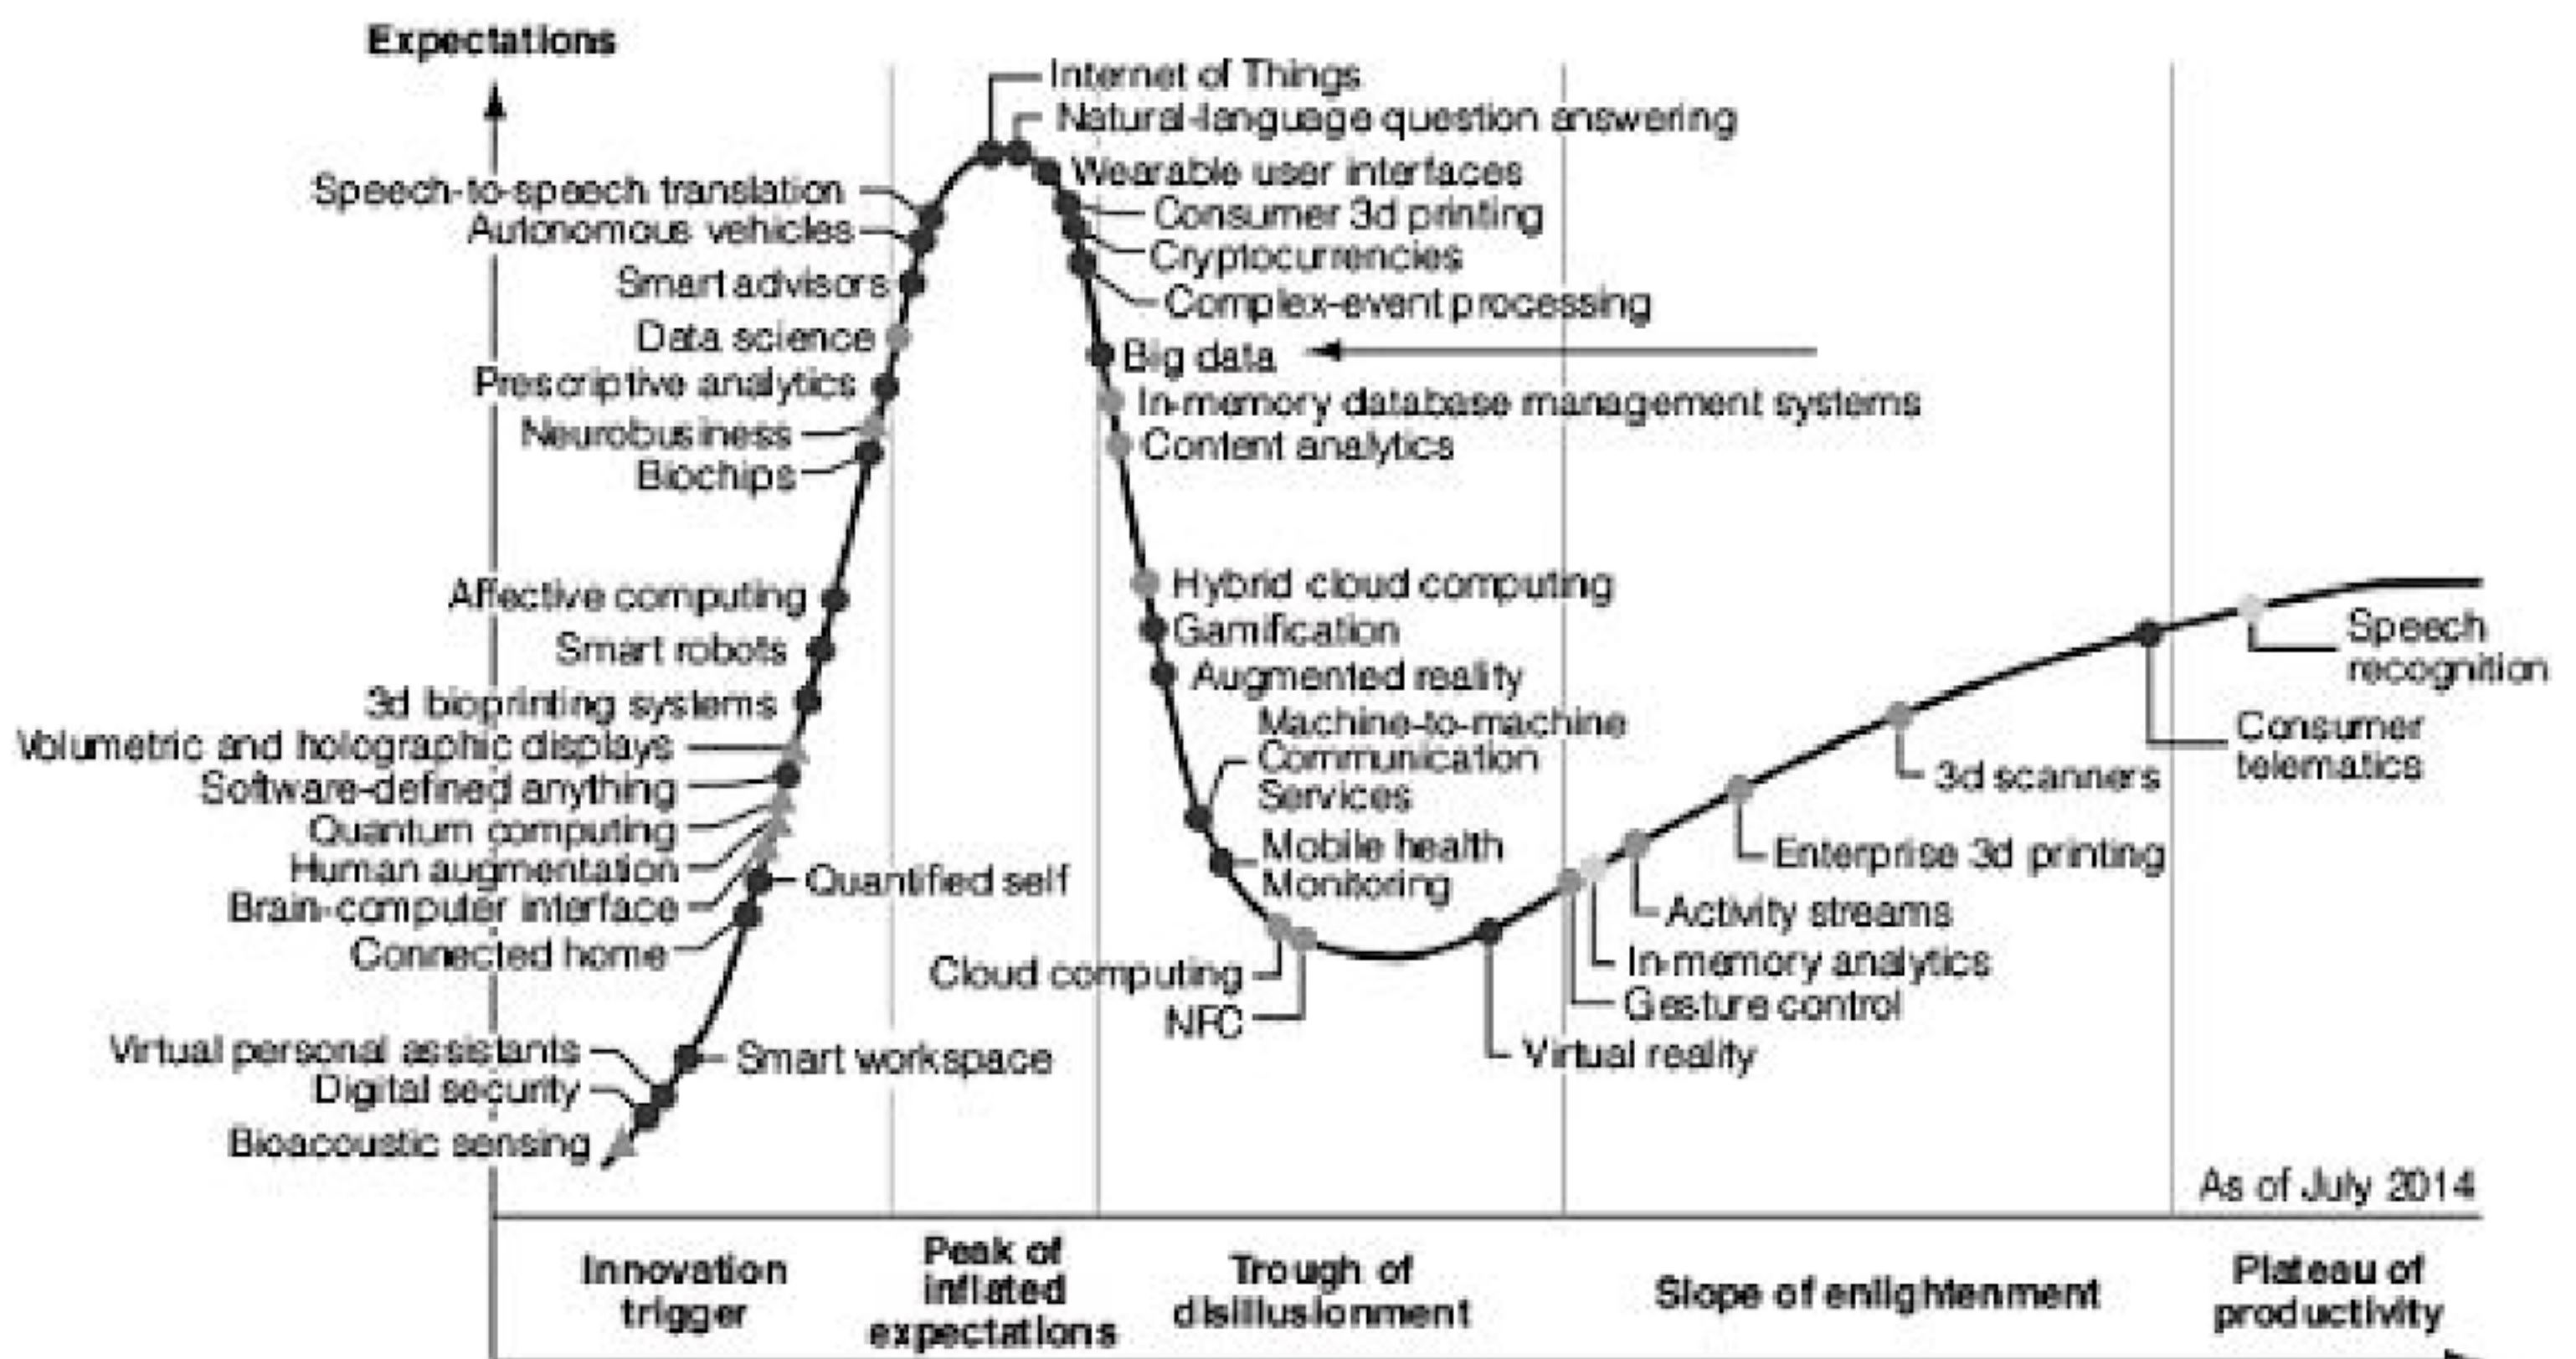 Expectations
Internet of Things
Natural-language question answering
Wearable user interfaces
Speech-to-speech translation
Consumer 3d printing
Autonomous vehicles
Cryptocurrencies
Smart advisors
Complex-event processing
Data science
Big data
Prescriptive analytics
In-memory database management systems
Neurobusiness
Content analytics
Biochips
Hybrid cloud computing
Affective computing
Gamification
Smart robots
Augmented reality
3d bioprinting systems
Machine-to-machine
Communication
Services
Volumetric and holographic displays
Software-defined anything
Quantum computing
Human augmentation
Mobile health
Monitoring
Quantified self
Brain-computer interface
Connected home
Speech
recognition
Consumer
telematics
3d scanners
Enterprise 3d printing
Activity streams
In-memory analytics
Gesture control
Cloud computing
NFC
Virtual reality
Virtual personal assistants
Smart workspace
Digital security
Bioacoustic sensing
As of July 2014
Innovation
trigger
Peak of
inflated
expectations
Trough of
disillusionment
Slope of enlightenment
Plateau of
productivity